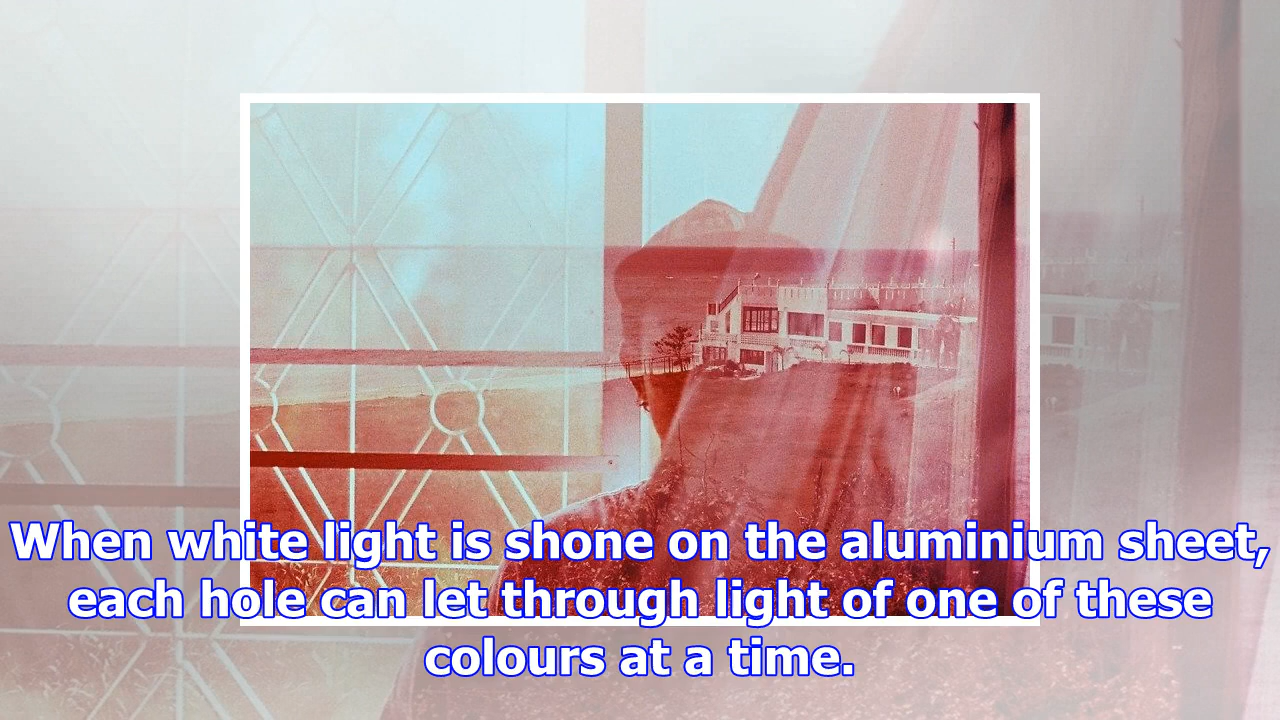 When white light is shone on the aluminium sheet,
each hole can let through light of one of these
colours at a time.